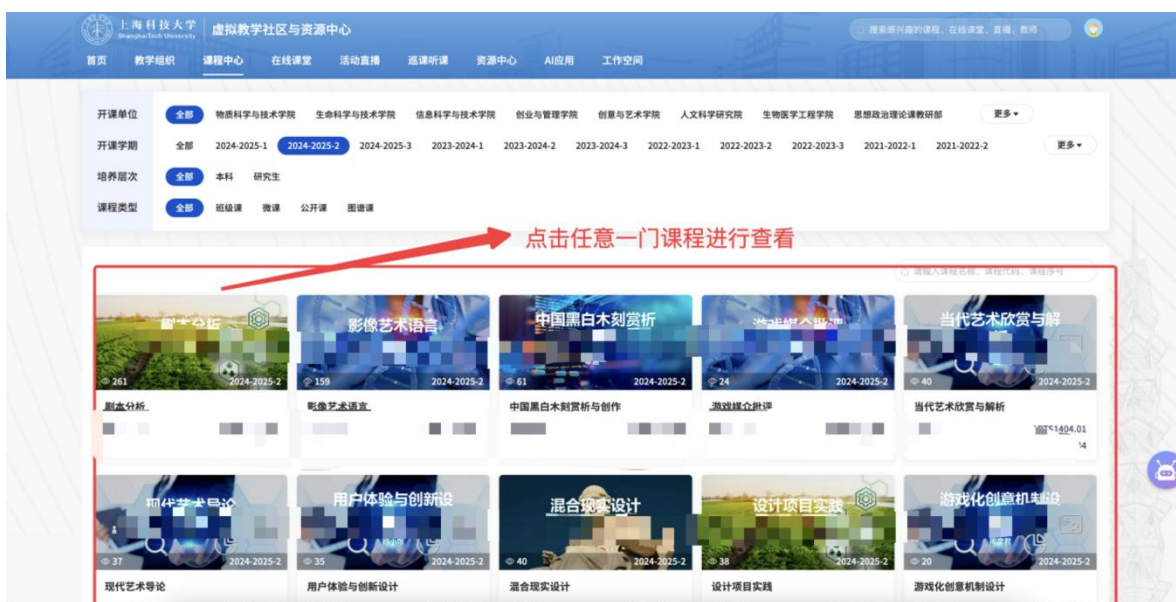 上海科技大学 虚拟教学社区与资源中心 搜索感兴趣的课程、在线课堂、直播、教师
ShanghaiTech University
首页 教学组织 课程中心 在线课堂 活动直播 巡课听课 资源中心 AI应用 工作空间
开课单位 全部 物质科学与技术学院 生命科学与技术学院 信息科学与技术学院 创业与管理学院 创意与艺术学院 人文科学研究院 生物医学工程学院 思想政治理论课教研部 更多
开课学期 全部 2024-2025-1 2024-2025-2 2024-2025-3 2023-2024-1 2023-2024-2 2023-2024-3 2022-2023-1 2022-2023-2 2022-2023-3 2021-2022-1 2021-2022-2 更多
培养层次 全部 本科 研究生
课程类型 全部 班级课 微课 公开课 图谱课
点击任意一门课程进行查看
请输入课程名称、课程代码、课程序号
剧本分析 影像艺术语言 中国黑白木刻赏析 游戏媒介批评 当代艺术欣赏与解
261 2024-2025-2 159 2024-2025-2 61 2024-2025-2 24 2024-2025-2 40 2024-2025-2
剧本分析 影像艺术语言 中国黑白木刻赏析与创作 游戏媒介批评 当代艺术欣赏与解析
1404.01
现代艺术导论 用户体验与创新设 混合现实设计 设计项目实践 游戏化创意机制设
37 2024-2025-2 35 2024-2025-2 40 2024-2025-2 38 2024-2025-2 20 2024-2025-2
现代艺术导论 用户体验与创新设计 混合现实设计 设计项目实践 游戏化创意机制设计